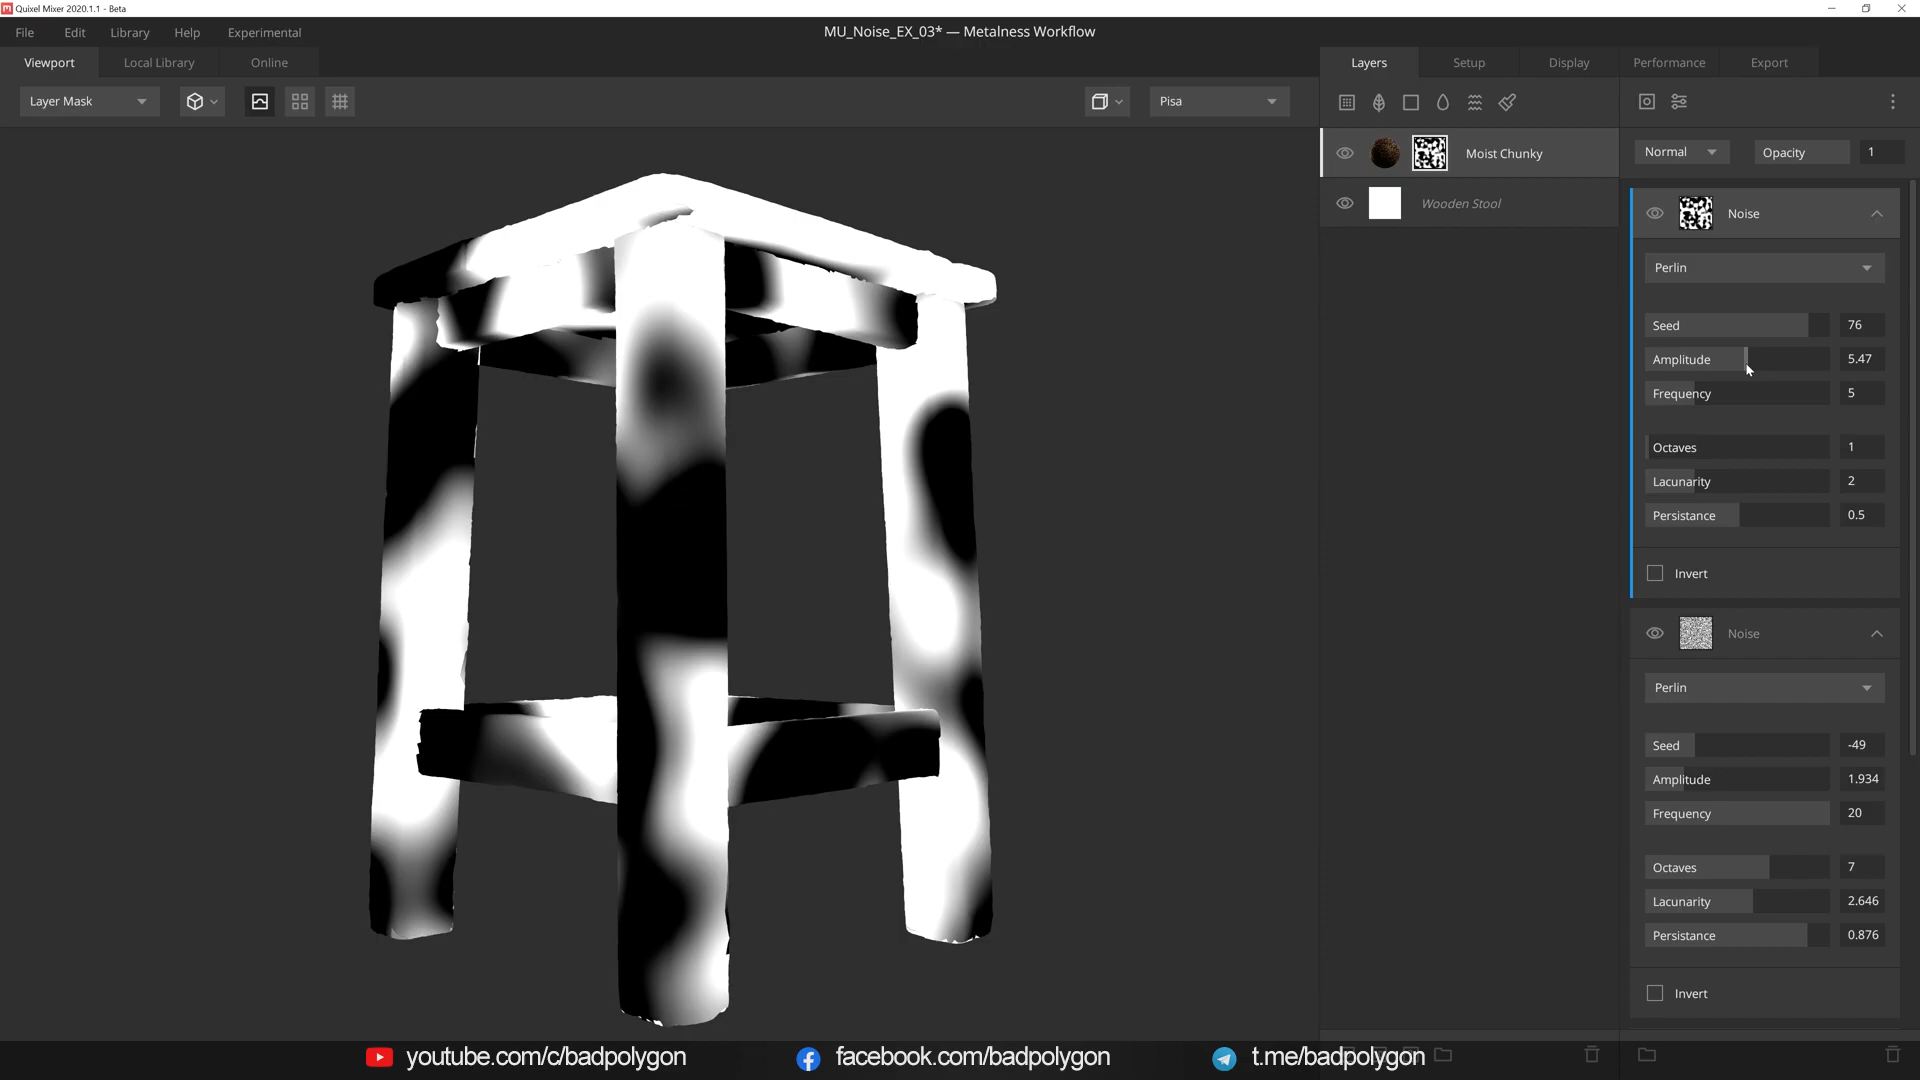 Quixel Mixer 2020.1.1 - Beta
File Edit Library Help Experimental
MU_Noise_EX_03* — Metalness Workflow
Viewport Local Library Online
Layers Setup Display Performance Export
Layer Mask
Pisa
Moist Chunky
Wooden Stool
Normal Opacity 1
Noise
Perlin
Seed 76
Amplitude 5.47
Frequency 5
Octaves 1
Lacunarity 2
Persistance 0.5
Invert
Noise
Perlin
Seed -49
Amplitude 1.934
Frequency 20
Octaves 7
Lacunarity 2.646
Persistance 0.876
Invert
youtube.com/c/badpolygon facebook.com/badpolygon t.me/badpolygon